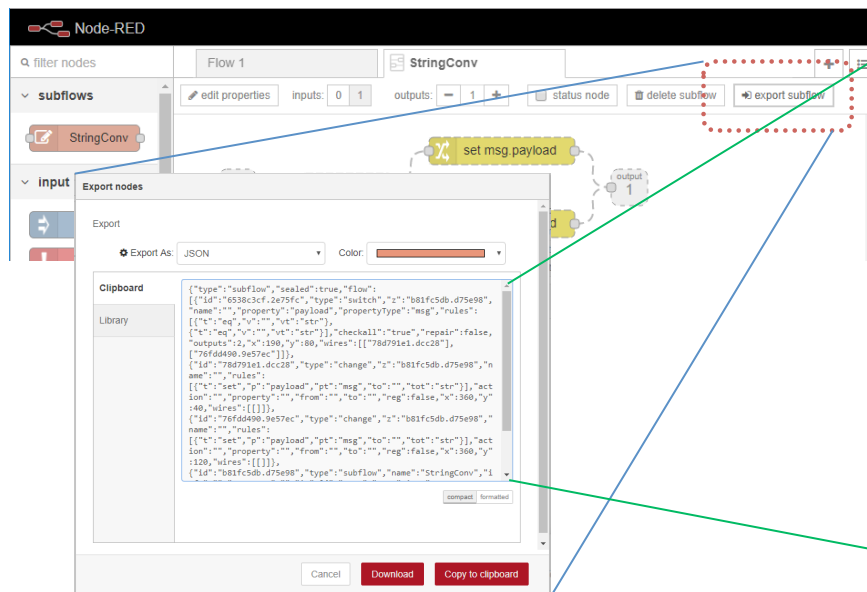 Node-RED
filter nodes
Flow 1
StringConv
subflows
edit properties
inputs: 0 1
outputs: − 1 +
status node
delete subflow
export subflow
StringConv
set msg.payload
output
1
input
d
Export nodes
Export
Export As: JSON
Color:
Clipboard
Library
{"type":"subflow","sealed":true,"flow":
[{"id":"6538c3cf.2e75fc","type":"switch","z":"b81fc5db.d75e98",
"name":"","property":"payload","propertyType":"msg","rules":
[{"t":"eq","v":"","vt":"str"},
{"t":"eq","v":"","vt":"str"}],"checkall":"true","repair":false,
"outputs":2,"x":190,"y":80,"wires":[["78d791e1.dcc28"],
["76fdd490.9e57ec"]]},
{"id":"78d791e1.dcc28","type":"change","z":"b81fc5db.d75e98","n
ame":"","rules":
[{"t":"set","p":"payload","pt":"msg","to":"","tot":"str"}],"act
ion":"","property":"","from":"","to":"","reg":false,"x":360,"y"
:40,"wires":[[]]},
{"id":"76fdd490.9e57ec","type":"change","z":"b81fc5db.d75e98",
"name":"","rules":
[{"t":"set","p":"payload","pt":"msg","to":"","tot":"str"}],"act
ion":"","property":"","from":"","to":"","reg":false,"x":360,"y"
:120,"wires":[[]]},
{"id":"b81fc5db.d75e98","type":"subflow","name":"StringConv","i
compact formatted
Cancel
Download
Copy to clipboard